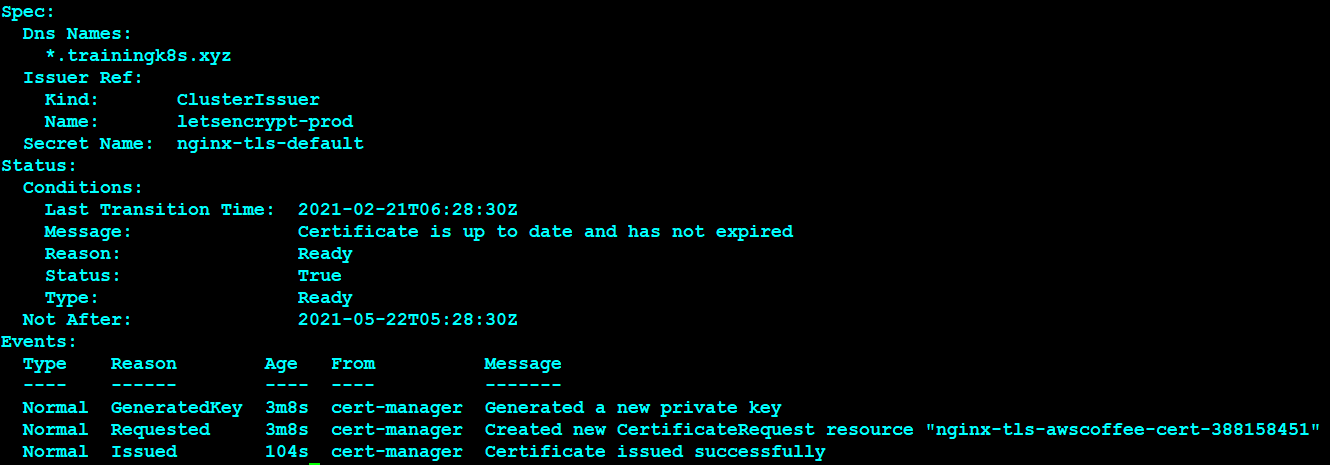 Spec:
  Dns Names:
    *.trainingk8s.xyz
  Issuer Ref:
    Kind:       ClusterIssuer
    Name:       letsencrypt-prod
  Secret Name:  nginx-tls-default
Status:
  Conditions:
    Last Transition Time:  2021-02-21T06:28:30Z
    Message:               Certificate is up to date and has not expired
    Reason:                Ready
    Status:                True
    Type:                  Ready
  Not After:               2021-05-22T05:28:30Z
Events:
  Type    Reason        Age   From          Message
  ----    ------        ----  ----          -------
  Normal  GeneratedKey  3m8s  cert-manager  Generated a new private key
  Normal  Requested     3m8s  cert-manager  Created new CertificateRequest resource "nginx-tls-awscoffee-cert-388158451"
  Normal  Issued        104s  cert-manager  Certificate issued successfully